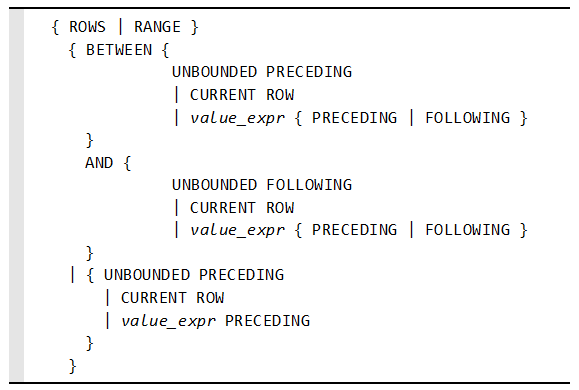 { ROWS | RANGE }
{ BETWEEN {
UNBOUNDED PRECEDING
| CURRENT ROW
| value_expr { PRECEDING | FOLLOWING }
}
AND {
UNBOUNDED FOLLOWING
| CURRENT ROW
| value_expr { PRECEDING | FOLLOWING }
}
| { UNBOUNDED PRECEDING
| CURRENT ROW
| value_expr PRECEDING
}
}